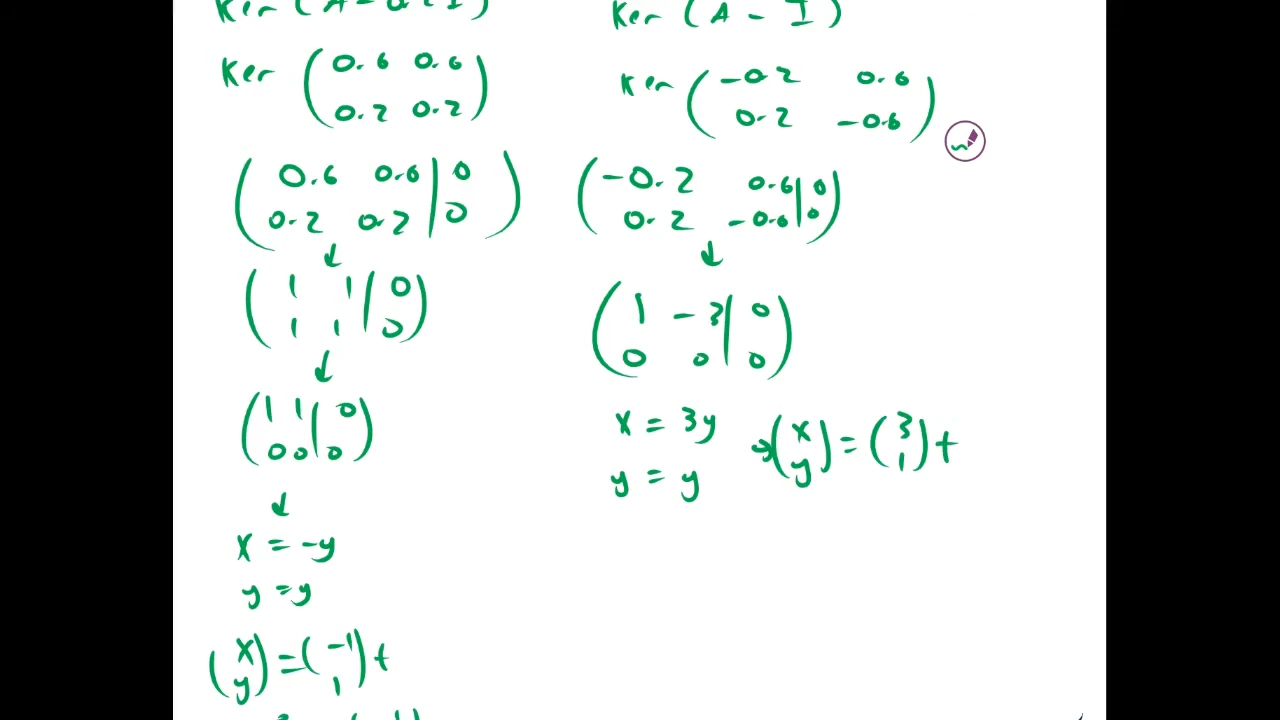 Ker
Ker (0.6 0.6
0.2 0.2)
(0.6 0.6 | 0
0.2 0.2 | 0)
↓
(1 1 | 0
1 1 | 0)
↓
(1 1 | 0
0 0 | 0)
↓
x = -y
y = y
(x y) = (-1 1) t
Ker (A - I)
Ker (-0.2 0.6
0.2 -0.6)
(-0.2 0.6 | 0
0.2 -0.6 | 0)
↓
(1 -3 | 0
0 0 | 0)
x = 3y
y = y
→ (x y) = (3 1) t